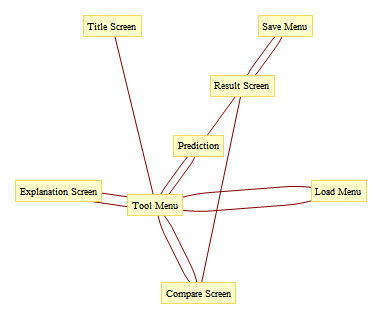 Title Screen
Save Menu
Result Screen
Prediction
Explanation Screen
Load Menu
Tool Menu
Compare Screen